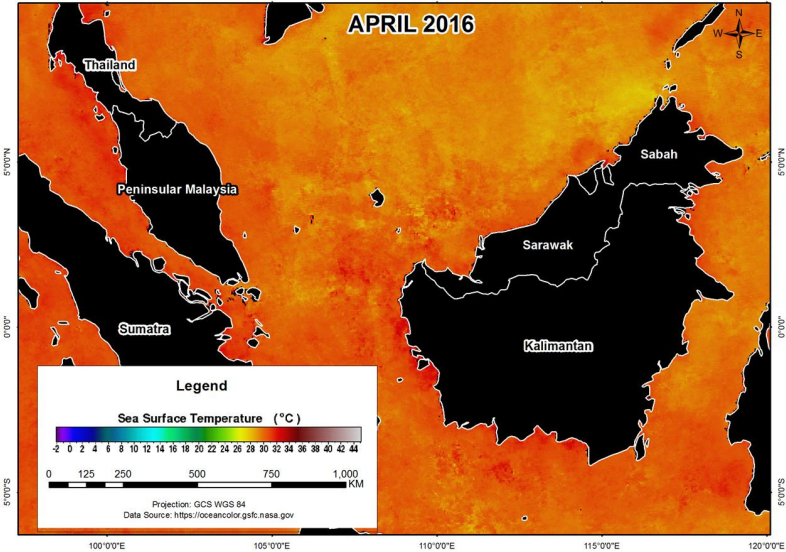 APRIL 2016
N
W E
S
Thailand
Sabah
Peninsular Malaysia
Sarawak
Sumatra
Kalimantan
5°0'0"N
0°0'0"
5°0'0"S
5°0'0"N
0°0'0"
5°0'0"S
Legend
Sea Surface Temperature (°C)
-2 0 2 4 6 8 10 12 14 16 18 20 22 24 26 28 30 32 34 36 38 40 42 44
0 125 250 500 750 1,000
KM
Projection: GCS WGS 84
Data Source: https://oceancolor.gsfc.nasa.gov
100°0'0"E 105°0'0"E 110°0'0"E 115°0'0"E 120°0'0"E